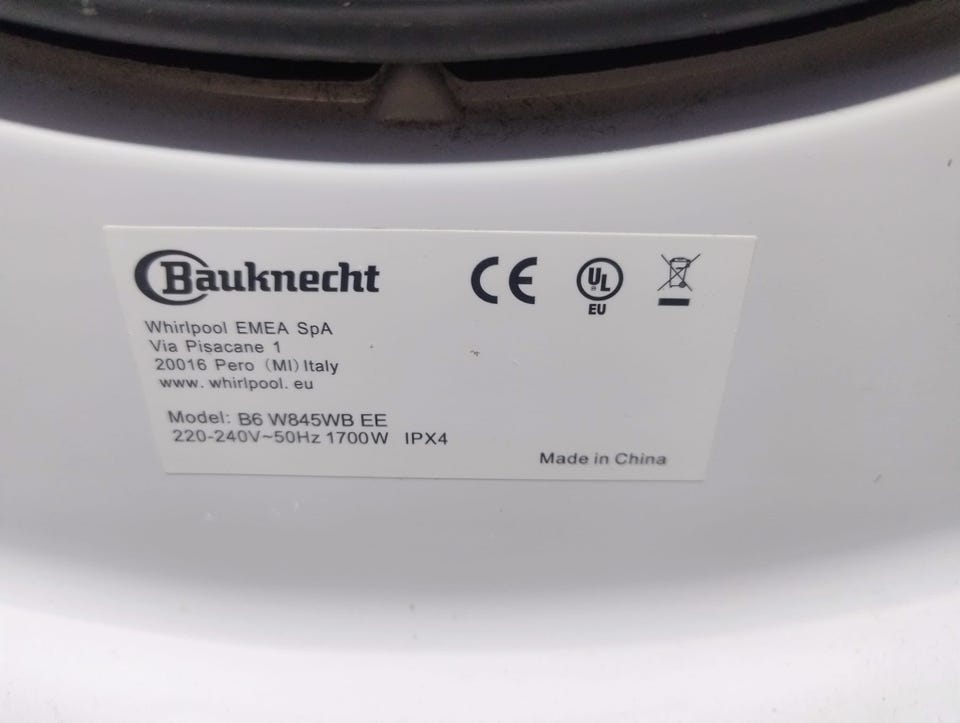 Bauknecht
CE
UL
EU
Whirlpool EMEA SpA
Via Pisacane 1
20016 Pero (MI) Italy
www.whirlpool.eu
Model: B6 W845WB EE
220-240V~50Hz 1700W IPX4
Made in China